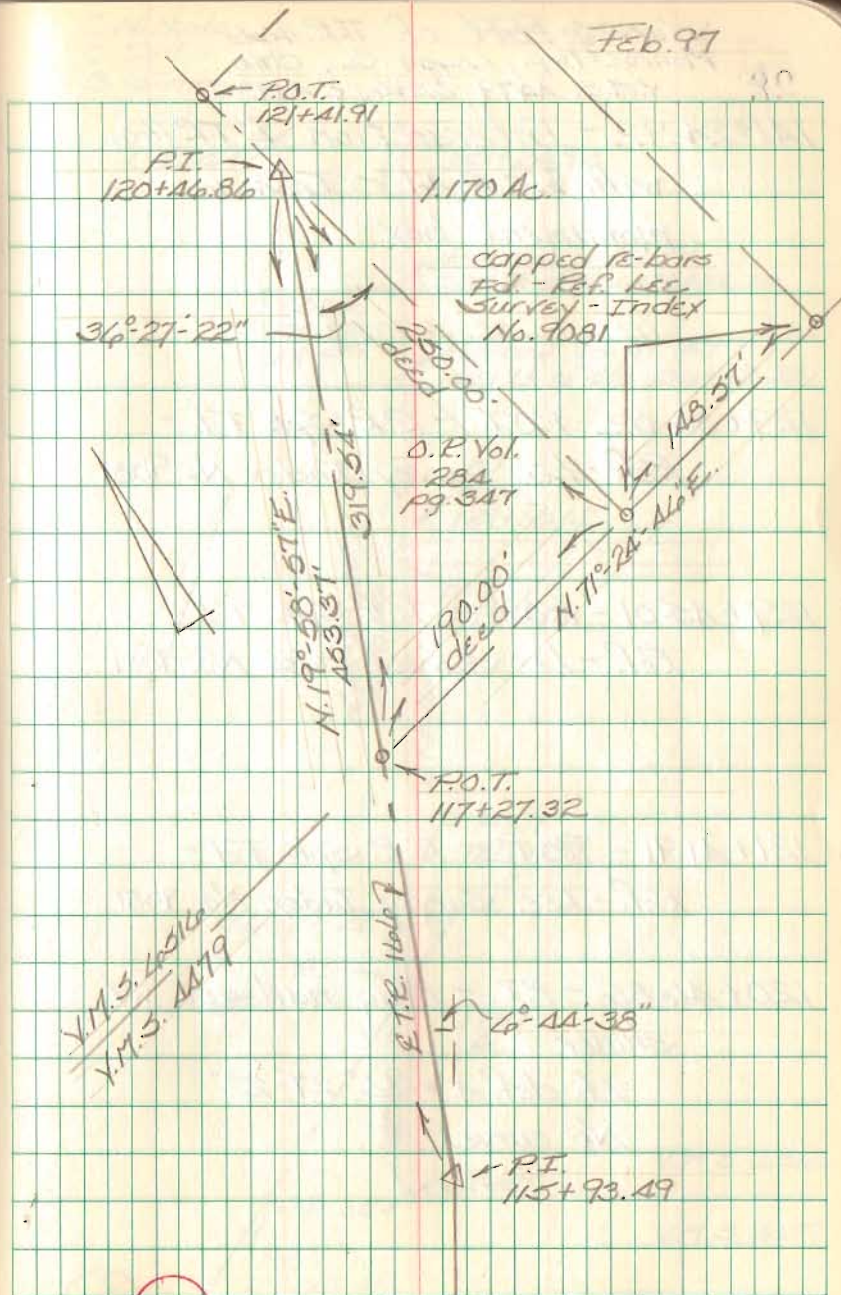 Feb.97
P.O.T.
121+41.91
P.I.
120+46.86
1.170 Ac.
capped re-bars
Fd. - Ref. Lee
Survey - Index
No. 9081
36°-27'-22"
250.00'
deed
148.57'
319.54'
O.R. Vol.
284
pg. 347
N.19°-58'-57"E.
453.37'
190.00'
deed
N.71°-24'-46"E.
P.O.T.
117+27.32
T.R. 166
V.M.S. 6516
V.M.S. 4479
6°-44'-38"
P.I.
115+93.49